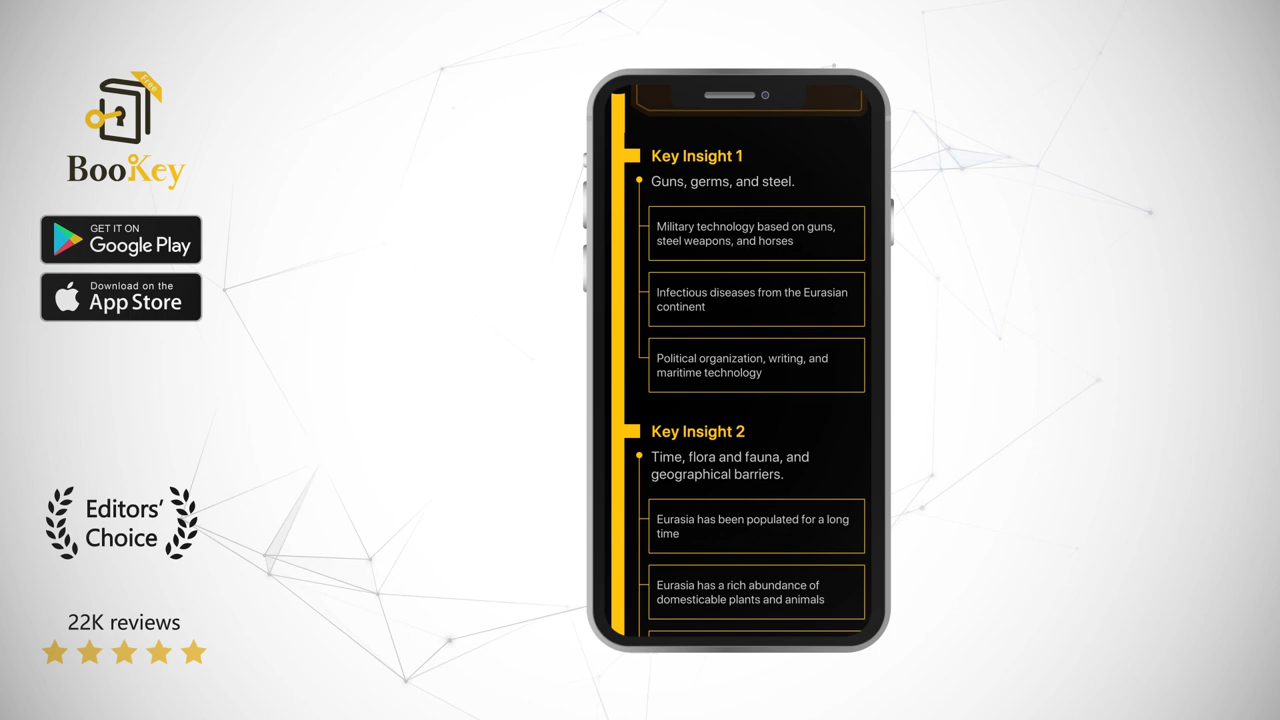 Free
BooKey
GET IT ON
Google Play
Download on the
App Store
Editors’
Choice
22K reviews
Key Insight 1
Guns, germs, and steel.
Military technology based on guns,
steel weapons, and horses
Infectious diseases from the Eurasian
continent
Political organization, writing, and
maritime technology
Key Insight 2
Time, flora and fauna, and
geographical barriers.
Eurasia has been populated for a long
time
Eurasia has a rich abundance of
domesticable plants and animals